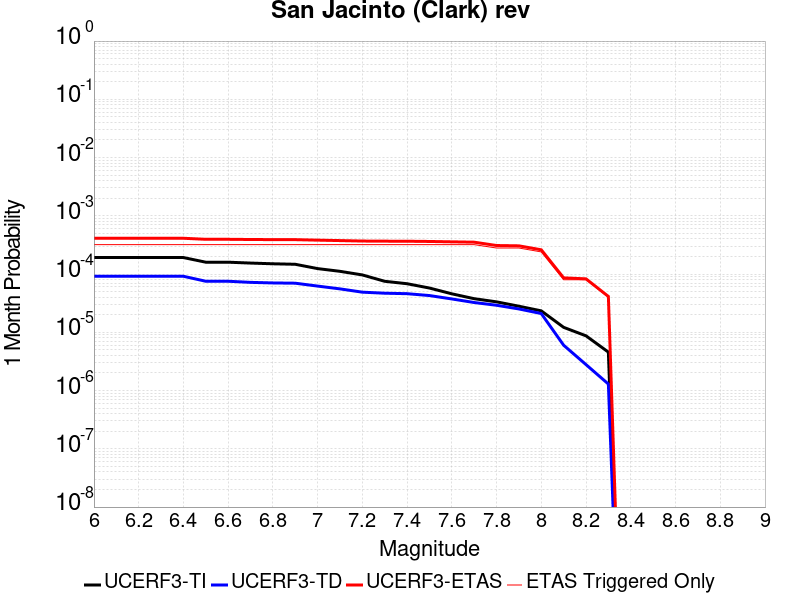 San Jacinto (Clark) rev
10^0
10^-1
10^-2
10^-3
10^-4
10^-5
10^-6
10^-7
10^-8
1 Month Probability
6 6.2 6.4 6.6 6.8 7 7.2 7.4 7.6 7.8 8 8.2 8.4 8.6 8.8 9
Magnitude
UCERF3-TI UCERF3-TD UCERF3-ETAS ETAS Triggered Only